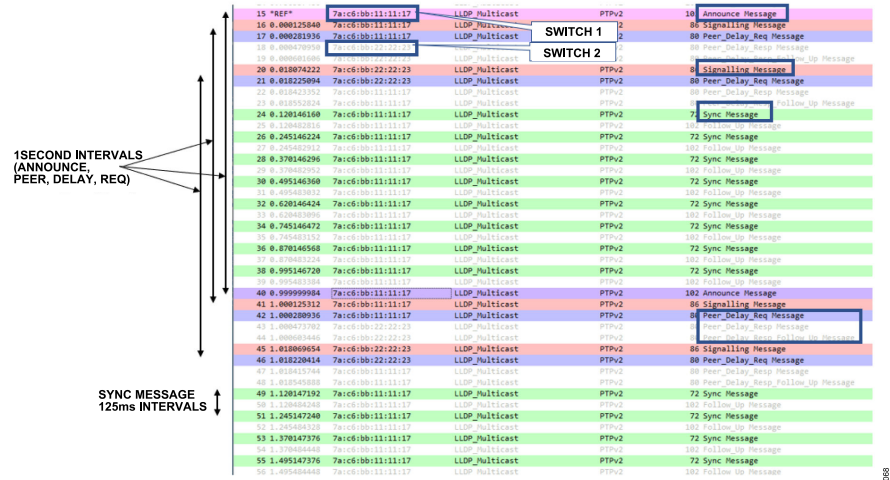 15 *REF* 7a:c6:bb:11:11:17 LLDP_Multicast PTPv2 102 Announce Message
16 0.000125840 7a:c6:bb:11:11:17 LLDP_Multicast PTPv2 86 Signalling Message
17 0.000281936 7a:c6:bb:11:11:17 LLDP_Multicast PTPv2 80 Peer_Delay_Req Message
SWITCH 1
18 0.000470950 7a:c6:bb:22:22:23 LLDP_Multicast PTPv2 80 Peer_Delay_Resp Message
19 0.000601606 7a:c6:bb:22:22:23 LLDP_Multicast PTPv2 80 Peer_Delay_Resp_Follow_Up Message
SWITCH 2
20 0.018074222 7a:c6:bb:22:22:23 LLDP_Multicast PTPv2 86 Signalling Message
21 0.018225094 7a:c6:bb:22:22:23 LLDP_Multicast PTPv2 80 Peer_Delay_Req Message
22 0.018423352 7a:c6:bb:11:11:17 LLDP_Multicast PTPv2 80 Peer_Delay_Resp Message
23 0.018552824 7a:c6:bb:11:11:17 LLDP_Multicast PTPv2 80 Peer_Delay_Resp_Follow_Up Message
24 0.120146160 7a:c6:bb:11:11:17 LLDP_Multicast PTPv2 72 Sync Message
25 0.120482816 7a:c6:bb:11:11:17 LLDP_Multicast PTPv2 102 Follow_Up Message
26 0.245146224 7a:c6:bb:11:11:17 LLDP_Multicast PTPv2 72 Sync Message
27 0.245482912 7a:c6:bb:11:11:17 LLDP_Multicast PTPv2 102 Follow_Up Message
28 0.370146296 7a:c6:bb:11:11:17 LLDP_Multicast PTPv2 72 Sync Message
29 0.370482952 7a:c6:bb:11:11:17 LLDP_Multicast PTPv2 102 Follow_Up Message
30 0.495146360 7a:c6:bb:11:11:17 LLDP_Multicast PTPv2 72 Sync Message
31 0.495483032 7a:c6:bb:11:11:17 LLDP_Multicast PTPv2 102 Follow_Up Message
32 0.620146424 7a:c6:bb:11:11:17 LLDP_Multicast PTPv2 72 Sync Message
33 0.620483096 7a:c6:bb:11:11:17 LLDP_Multicast PTPv2 102 Follow_Up Message
34 0.745146472 7a:c6:bb:11:11:17 LLDP_Multicast PTPv2 72 Sync Message
35 0.745483152 7a:c6:bb:11:11:17 LLDP_Multicast PTPv2 102 Follow_Up Message
36 0.870146568 7a:c6:bb:11:11:17 LLDP_Multicast PTPv2 72 Sync Message
37 0.870483224 7a:c6:bb:11:11:17 LLDP_Multicast PTPv2 102 Follow_Up Message
38 0.995146720 7a:c6:bb:11:11:17 LLDP_Multicast PTPv2 72 Sync Message
39 0.995483384 7a:c6:bb:11:11:17 LLDP_Multicast PTPv2 102 Follow_Up Message
40 0.999999984 7a:c6:bb:11:11:17 LLDP_Multicast PTPv2 102 Announce Message
41 1.000125312 7a:c6:bb:11:11:17 LLDP_Multicast PTPv2 86 Signalling Message
42 1.000280936 7a:c6:bb:11:11:17 LLDP_Multicast PTPv2 80 Peer_Delay_Req Message
43 1.000473702 7a:c6:bb:22:22:23 LLDP_Multicast PTPv2 80 Peer_Delay_Resp Message
44 1.000603446 7a:c6:bb:22:22:23 LLDP_Multicast PTPv2 80 Peer_Delay_Resp_Follow_Up Message
45 1.018069654 7a:c6:bb:22:22:23 LLDP_Multicast PTPv2 86 Signalling Message
46 1.018220414 7a:c6:bb:22:22:23 LLDP_Multicast PTPv2 80 Peer_Delay_Req Message
47 1.018415744 7a:c6:bb:11:11:17 LLDP_Multicast PTPv2 80 Peer_Delay_Resp Message
48 1.018545888 7a:c6:bb:11:11:17 LLDP_Multicast PTPv2 80 Peer_Delay_Resp_Follow_Up Message
49 1.120147192 7a:c6:bb:11:11:17 LLDP_Multicast PTPv2 72 Sync Message
50 1.120484248 7a:c6:bb:11:11:17 LLDP_Multicast PTPv2 102 Follow_Up Message
51 1.245147240 7a:c6:bb:11:11:17 LLDP_Multicast PTPv2 72 Sync Message
52 1.245484328 7a:c6:bb:11:11:17 LLDP_Multicast PTPv2 102 Follow_Up Message
53 1.370147376 7a:c6:bb:11:11:17 LLDP_Multicast PTPv2 72 Sync Message
54 1.370484448 7a:c6:bb:11:11:17 LLDP_Multicast PTPv2 102 Follow_Up Message
55 1.495147376 7a:c6:bb:11:11:17 LLDP_Multicast PTPv2 72 Sync Message
56 1.495484448 7a:c6:bb:11:11:17 LLDP_Multicast PTPv2 102 Follow_Up Message
1SECOND INTERVALS
(ANNOUNCE,
PEER, DELAY, REQ)
SYNC MESSAGE
125ms INTERVALS
068